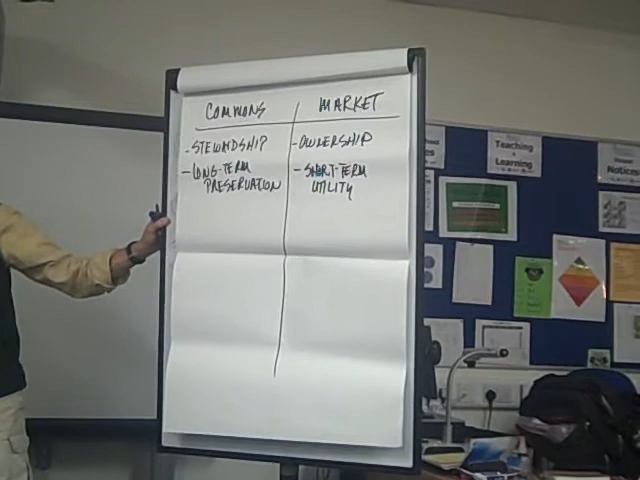 COMMONS
MARKET
- STEWARDSHIP
- OWNERSHIP
- LONG-TERM
PRESERVATION
- SHORT-TERM
UTILITY
Teaching
&
Learning
Notices